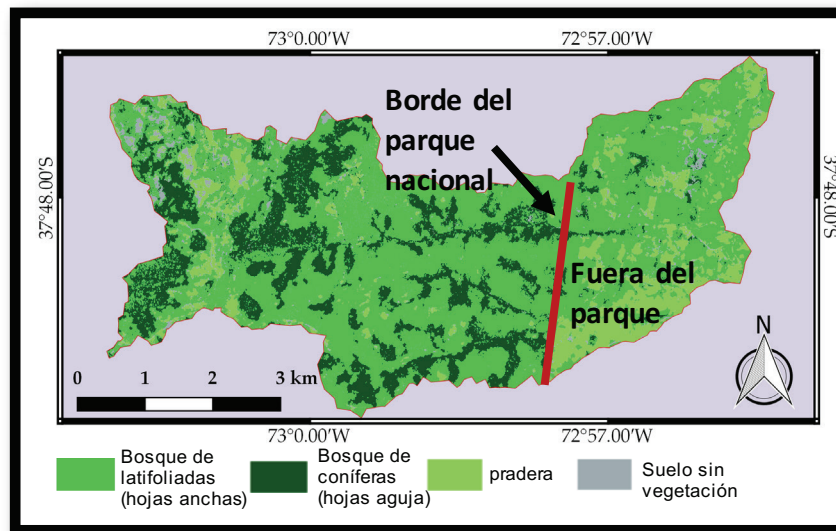 73°0.00′W
72°57.00′W
Borde del
parque
nacional
37°48.00′S
37°48.00′S
Fuera del
parque
N
0 1 2 3 km
73°0.00′W
72°57.00′W
Bosque de
latifoliadas
(hojas anchas)
Bosque de
coníferas
(hojas aguja)
pradera
Suelo sin
vegetación